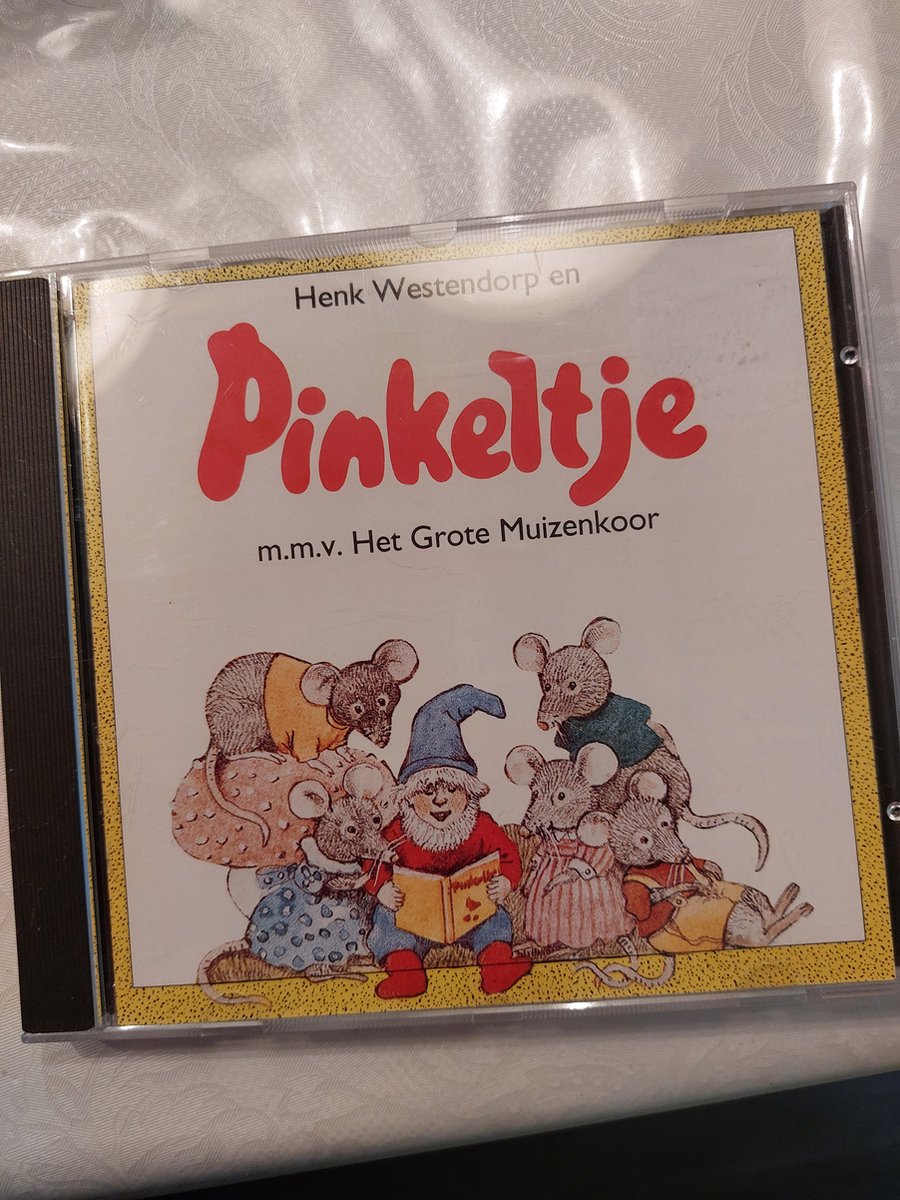 Henk Westendorp en
Pinkeltje
m.m.v. Het Grote Muizenkoor
Pinkeltje